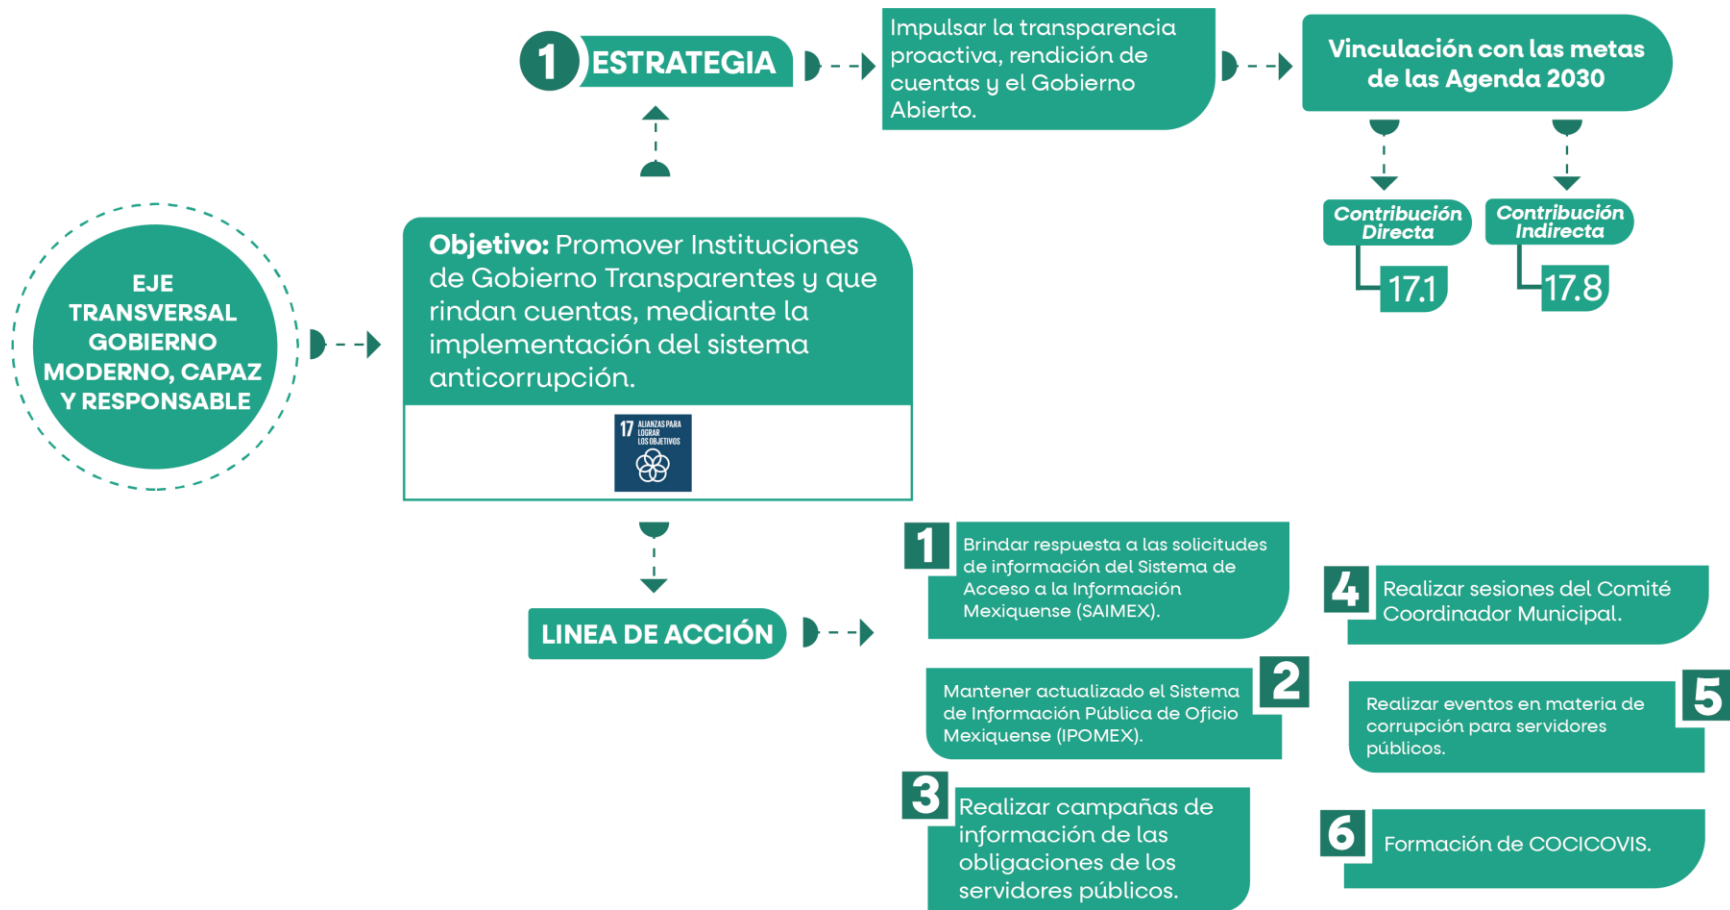 1 ESTRATEGIA
Impulsar la transparencia
proactiva, rendición de
cuentas y el Gobierno
Abierto.
Vinculación con las metas
de las Agenda 2030
Contribución
Directa
17.1
Contribución
Indirecta
17.8
EJE
TRANSVERSAL
GOBIERNO
MODERNO, CAPAZ
Y RESPONSABLE
Objetivo: Promover Instituciones
de Gobierno Transparentes y que
rindan cuentas, mediante la
implementación del sistema
anticorrupción.
17 ALIANZAS PARA
LOGRAR
LOS OBJETIVOS
LINEA DE ACCIÓN
1
Brindar respuesta a las solicitudes
de información del Sistema de
Acceso a la Información
Mexiquense (SAIMEX).
2
Mantener actualizado el Sistema
de Información Pública de Oficio
Mexiquense (IPOMEX).
3
Realizar campañas de
información de las
obligaciones de los
servidores públicos.
4
Realizar sesiones del Comité
Coordinador Municipal.
5
Realizar eventos en materia de
corrupción para servidores
públicos.
6
Formación de COCICOVIS.